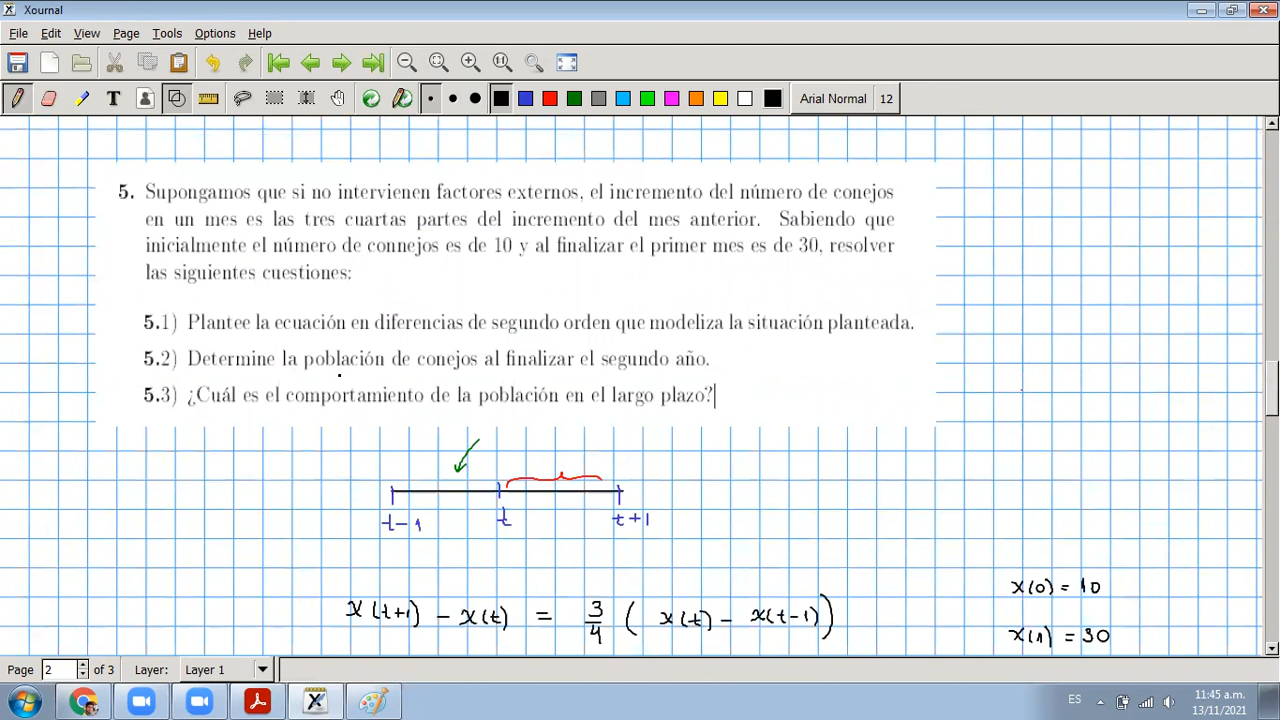 Xournal
File Edit View Page Tools Options Help
Arial Normal 12
5. Supongamos que si no intervienen factores externos, el incremento del número de conejos
en un mes es las tres cuartas partes del incremento del mes anterior. Sabiendo que
inicialmente el número de connejos es de 10 y al finalizar el primer mes es de 30, resolver
las siguientes cuestiones:
5.1) Plantee la ecuación en diferencias de segundo orden que modeliza la situación planteada.
5.2) Determine la población de conejos al finalizar el segundo año.
5.3) ¿Cuál es el comportamiento de la población en el largo plazo?
t-1 t t+1
x(0) = 10
x(t+1) - x(t) = 3/4 ( x(t) - x(t-1) )
x(1) = 30
Page 2 of 3 Layer: Layer 1
ES 11:45 a.m.
13/11/2021